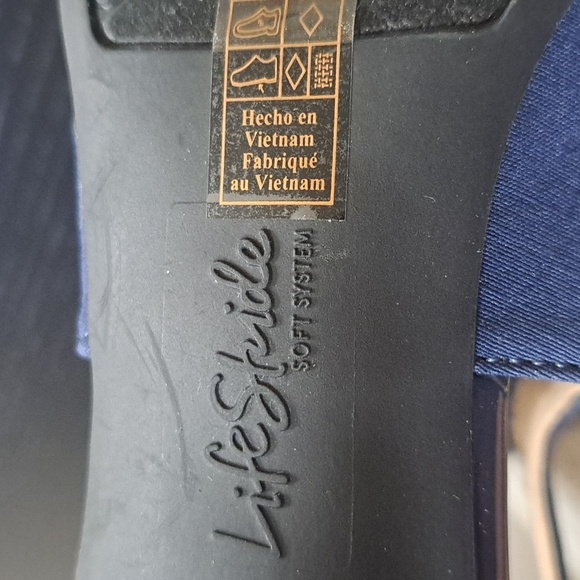 Hecho en
Vietnam
Fabriqué
au Vietnam
LifeStride
SOFT SYSTEM